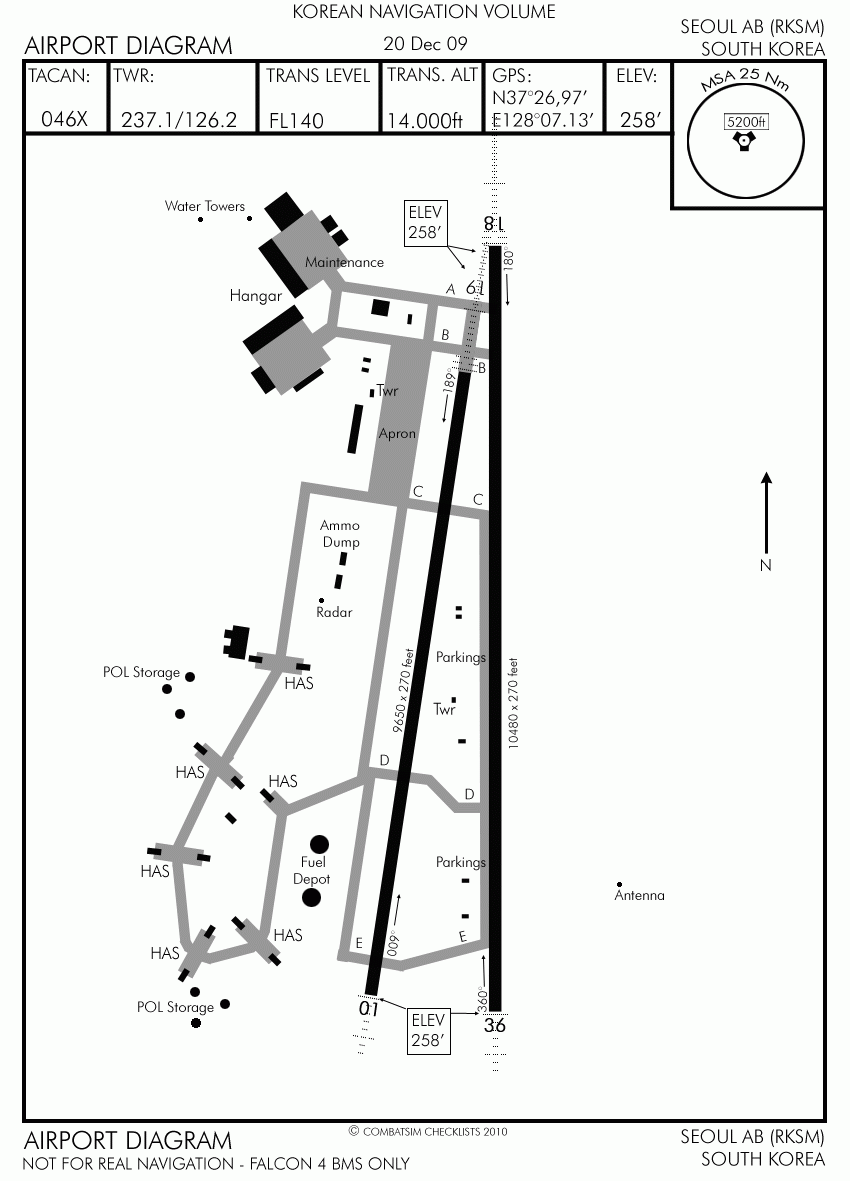 KOREAN NAVIGATION VOLUME
AIRPORT DIAGRAM
20 Dec 09
SEOUL AB (RKSM)
SOUTH KOREA
TACAN:
046X
TWR:
237.1/126.2
TRANS LEVEL
FL140
TRANS. ALT
14.000ft
GPS:
N37°26,97'
E128°07.13'
ELEV:
258'
MSA 25 Nm
5200ft
Water Towers
ELEV
258'
18
180°
Maintenance
Hangar
A
19
B
B
189°
Twr
Apron
C
C
Ammo
Dump
Radar
N
9650 x 270 feet
10480 x 270 feet
Parkings
POL Storage
HAS
Twr
HAS
HAS
D
D
Fuel
Depot
Parkings
HAS
Antenna
HAS
HAS
E
E
009°
360°
POL Storage
01
ELEV
258'
36
© COMBATSIM CHECKLISTS 2010
AIRPORT DIAGRAM
NOT FOR REAL NAVIGATION - FALCON 4 BMS ONLY
SEOUL AB (RKSM)
SOUTH KOREA